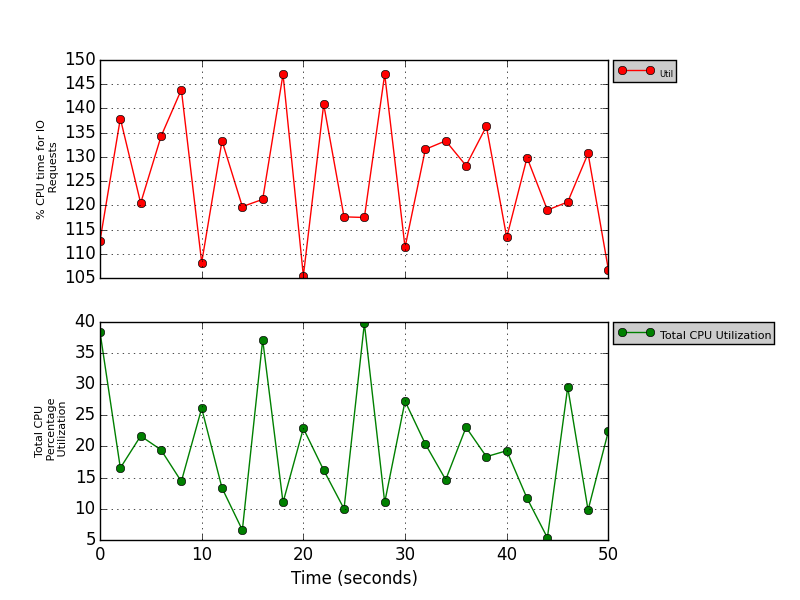 150
145
140
135
130
125
120
115
110
105
% CPU time for IO
Requests
Util
40
35
30
25
20
15
10
5
Total CPU
Percentage
Utilization
Total CPU Utilization
0 10 20 30 40 50
Time (seconds)